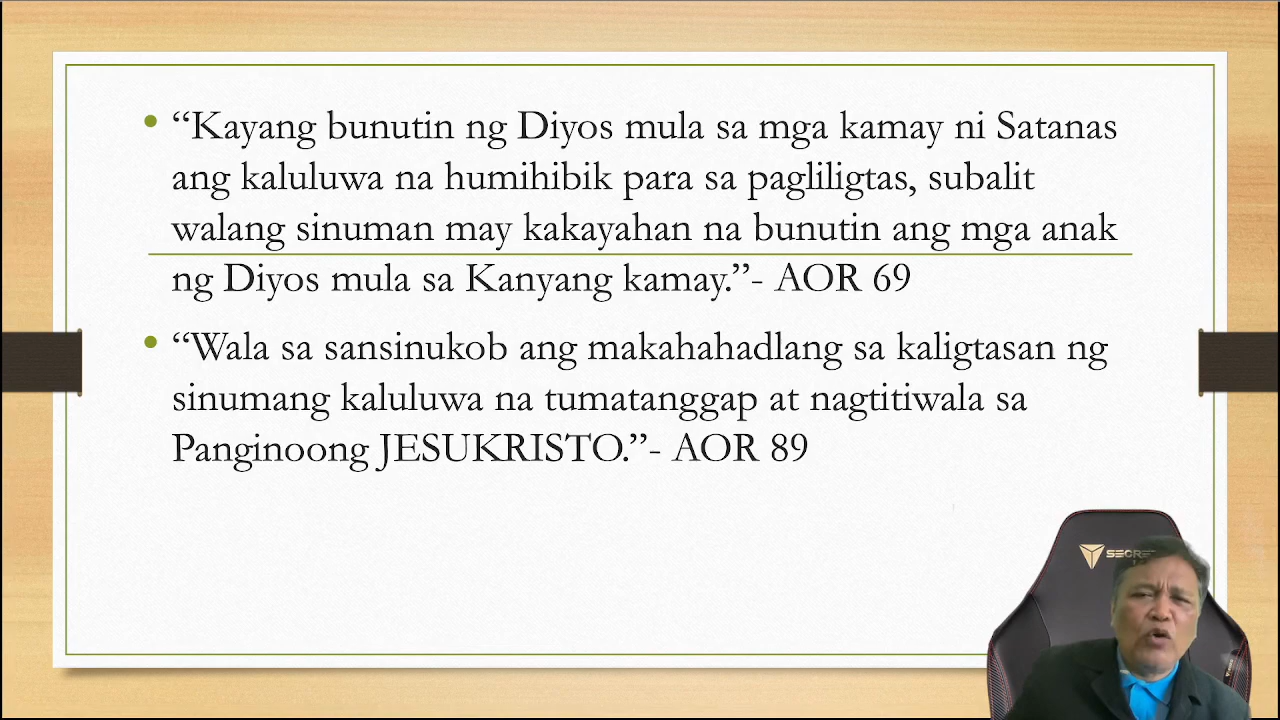 • “Kayang bunutin ng Diyos mula sa mga kamay ni Satanas
ang kaluluwa na humihibik para sa pagliligtas, subalit
walang sinuman may kakayahan na bunutin ang mga anak
ng Diyos mula sa Kanyang kamay.”- AOR 69
• “Wala sa sansinukob ang makahahadlang sa kaligtasan ng
sinumang kaluluwa na tumatanggap at nagtitiwala sa
Panginoong JESUKRISTO.”- AOR 89